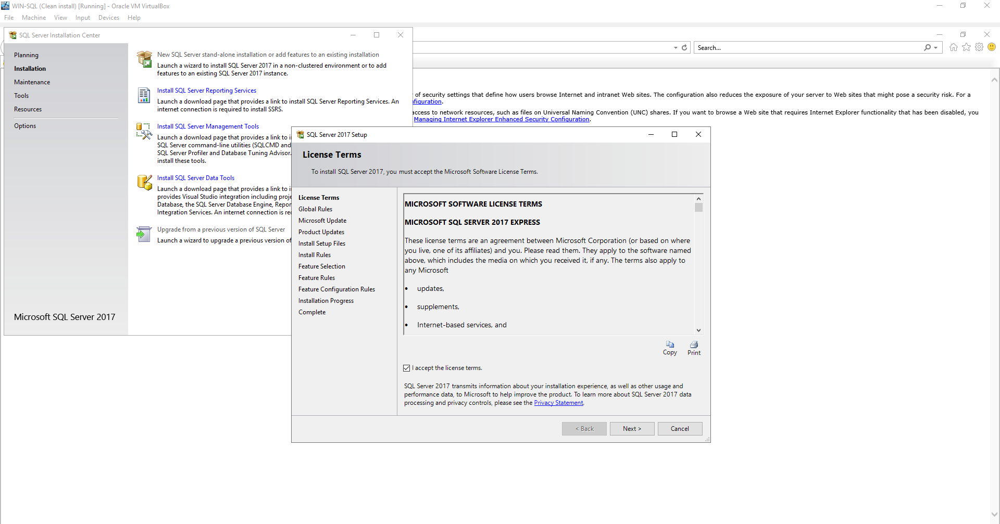 WIN-SQL (Clean install) [Running] - Oracle VM VirtualBox
File Machine View Input Devices Help
SQL Server Installation Center
Planning
Installation
Maintenance
Tools
Resources
Options
Microsoft SQL Server 2017
New SQL Server stand-alone installation or add features to an existing installation
Launch a wizard to install SQL Server 2017 in a non-clustered environment or to add
features to an existing SQL Server 2017 instance.
Install SQL Server Reporting Services
Launch a download page that provides a link to install SQL Server Reporting Services. An
internet connection is required to install SSRS.
Install SQL Server Management Tools
Launch a download page that provides a link to i
SQL Server command-line utilities (SQLCMD and
SQL Server Profiler and Database Tuning Advisor.
install these tools.
Install SQL Server Data Tools
Launch a download page that provides a link to i
provides Visual Studio integration including proje
Database, the SQL Server Database Engine, Repor
Integration Services. An internet connection is re
Upgrade from a previous version of SQL Server
Launch a wizard to upgrade a previous version of
Search...
of security settings that define how users browse Internet and intranet Web sites. The configuration also reduces the exposure of your server to Web sites that might pose a security risk. For a
nfiguration.
access to network resources, such as files on Universal Naming Convention (UNC) shares. If you want to browse a Web site that requires Internet Explorer functionality that has been disabled, you
Managing Internet Explorer Enhanced Security Configuration.
SQL Server 2017 Setup
License Terms
To install SQL Server 2017, you must accept the Microsoft Software License Terms.
License Terms
Global Rules
Microsoft Update
Product Updates
Install Setup Files
Install Rules
Feature Selection
Feature Rules
Feature Configuration Rules
Installation Progress
Complete
MICROSOFT SOFTWARE LICENSE TERMS
MICROSOFT SQL SERVER 2017 EXPRESS
These license terms are an agreement between Microsoft Corporation (or based on where
you live, one of its affiliates) and you. Please read them. They apply to the software named
above, which includes the media on which you received it, if any. The terms also apply to
any Microsoft
• updates,
• supplements,
• Internet-based services, and
Copy Print
I accept the license terms.
SQL Server 2017 transmits information about your installation experience, as well as other usage and
performance data, to Microsoft to help improve the product. To learn more about SQL Server 2017 data
processing and privacy controls, please see the Privacy Statement.
< Back Next > Cancel